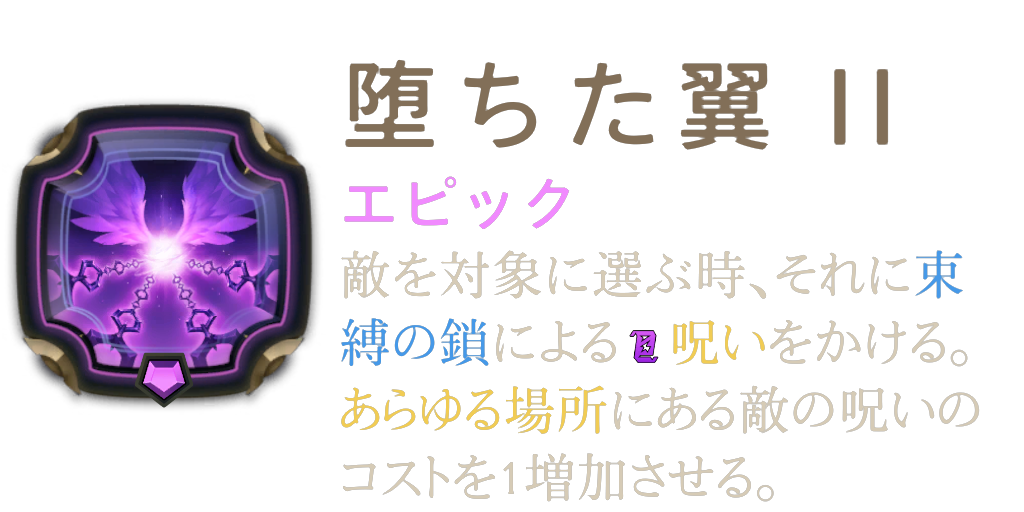 堕ちた翼 II
エピック
敵を対象に選ぶ時、それに束
縛の鎖による呪いをかける。
あらゆる場所にある敵の呪いの
コストを1増加させる。